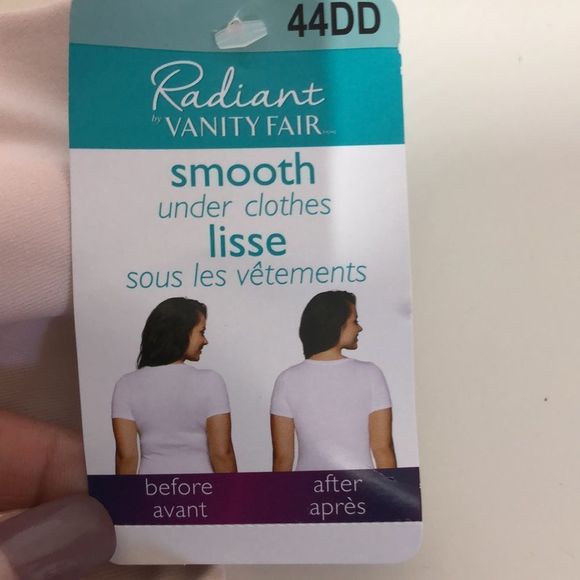 44DD
Radiant
by VANITY FAIR
smooth
under clothes
lisse
sous les vêtements
before
avant
after
après